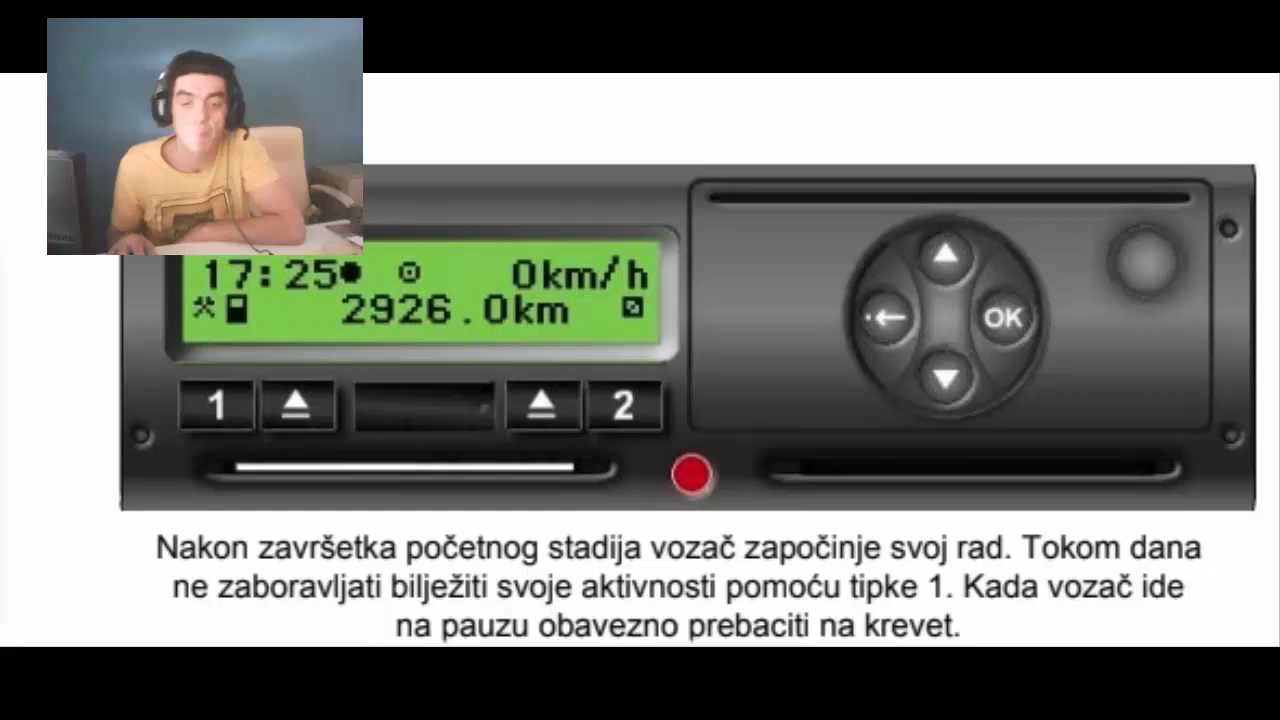 17:25 0km/h
2926.0km
OK
1 2
Nakon završetka početnog stadija vozač započinje svoj rad. Tokom dana
ne zaboravljati bilježiti svoje aktivnosti pomoću tipke 1. Kada vozač ide
na pauzu obavezno prebaciti na krevet.